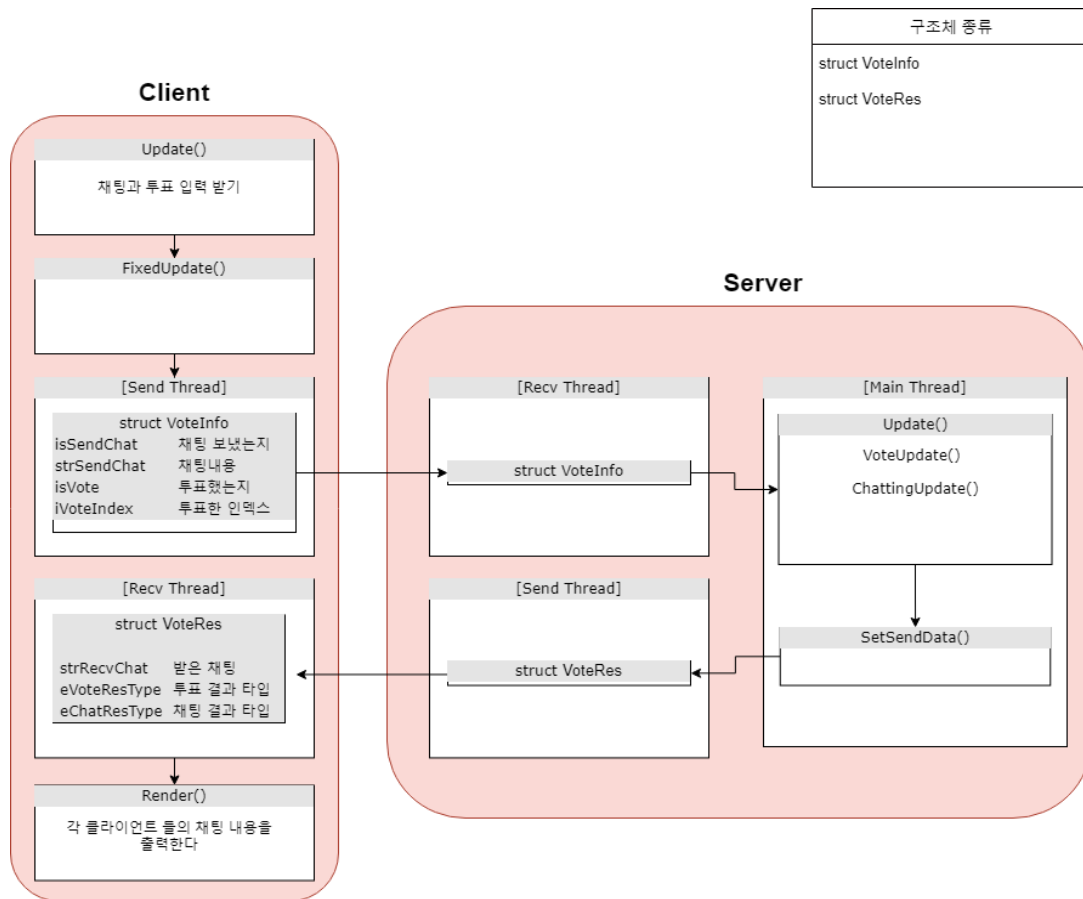 구조체 종류
struct VoteInfo
struct VoteRes
Client
Update()
채팅과 투표 입력 받기
FixedUpdate()
[Send Thread]
struct VoteInfo
isSendChat 채팅 보냈는지
strSendChat 채팅내용
isVote 투표했는지
iVoteIndex 투표한 인덱스
[Recv Thread]
struct VoteRes
strRecvChat 받은 채팅
eVoteResType 투표 결과 타입
eChatResType 채팅 결과 타입
Render()
각 클라이언트 들의 채팅 내용을
출력한다
Server
[Recv Thread]
struct VoteInfo
[Send Thread]
struct VoteRes
[Main Thread]
Update()
VoteUpdate()
ChattingUpdate()
SetSendData()